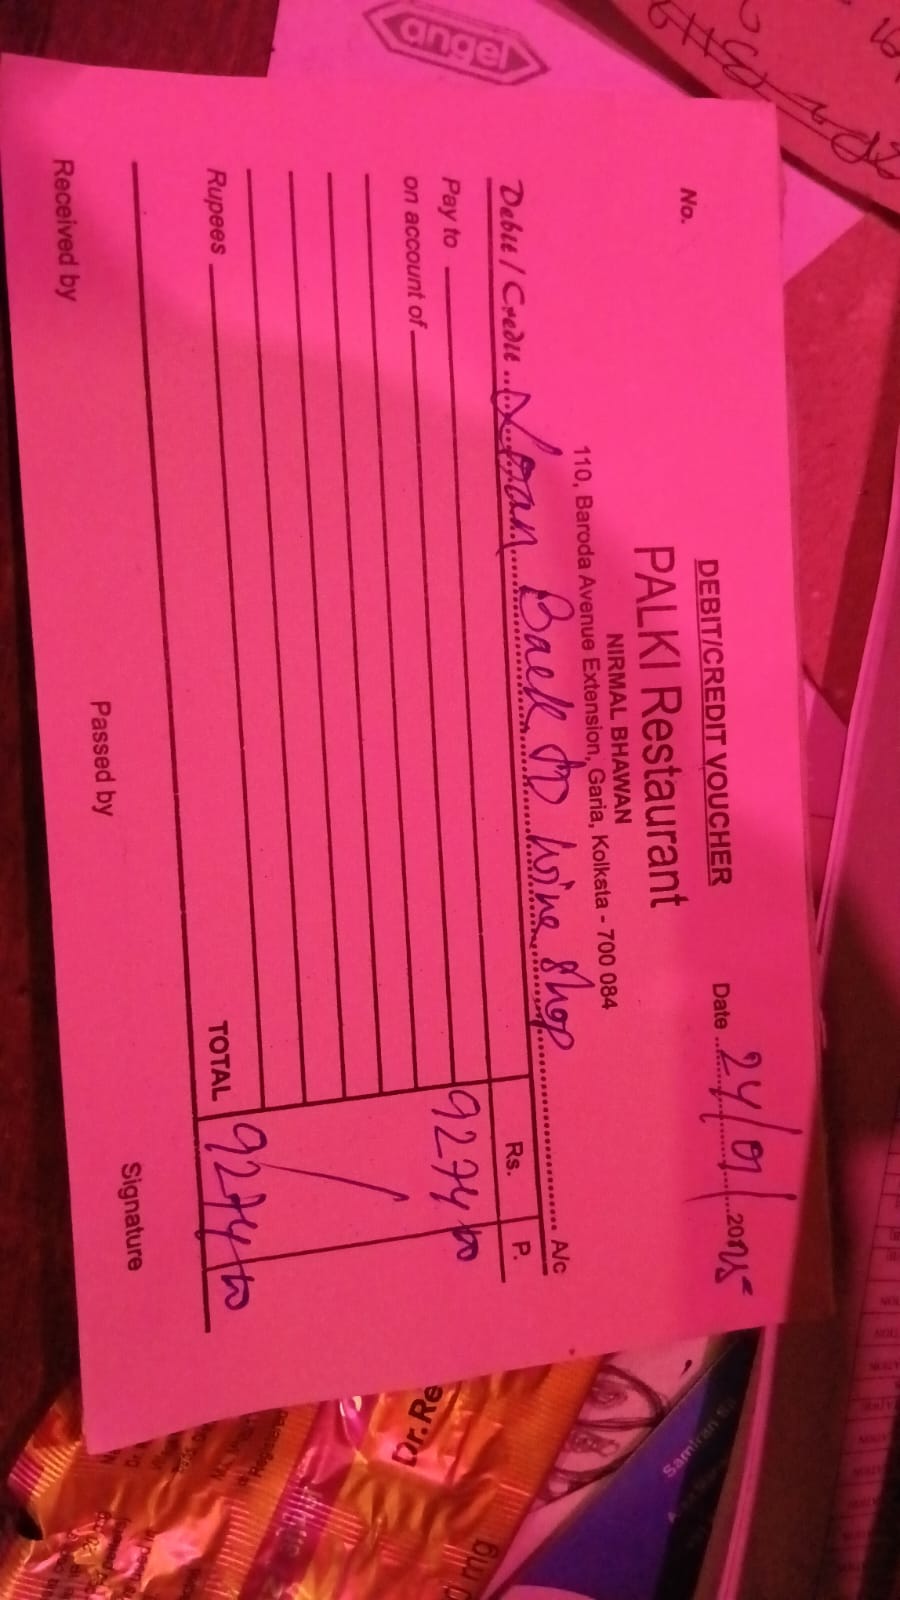 angel
DEBIT/CREDIT VOUCHER
No.
Date 24/01/2025
PALKI Restaurant
NIRMAL BHAWAN
110, Baroda Avenue Extension, Garia, Kolkata - 700 084
Debit / Credit Loan Back to wine shop A/c
Rs. P.
Pay to 9274 00
on account of
Rupees
TOTAL 9274 00
Received by
Passed by
Signature
Dr.Re
Samiran
mg